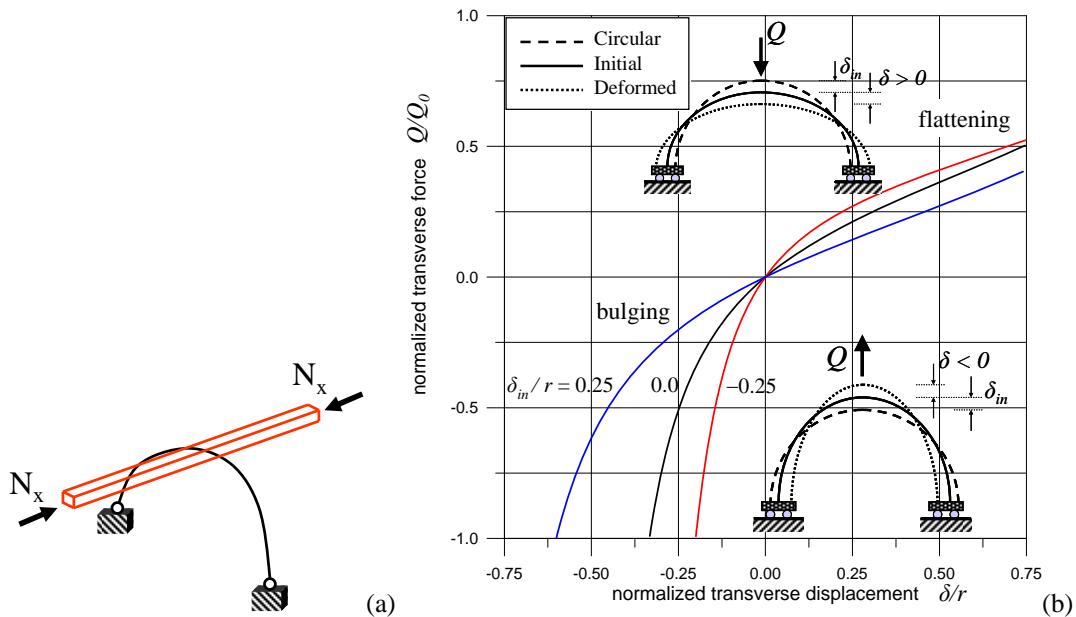 N_x
N_x
(a)
normalized transverse force Q/Q_0
1.0
0.5
0.0
-0.5
-1.0
Circular
Initial
Deformed
Q
δ_in
δ > 0
flattening
bulging
δ_in / r = 0.25
0.0
–0.25
Q
δ < 0
δ_in
-0.75
-0.50
-0.25
0.00
0.25
0.50
0.75
normalized transverse displacement δ/r
(b)